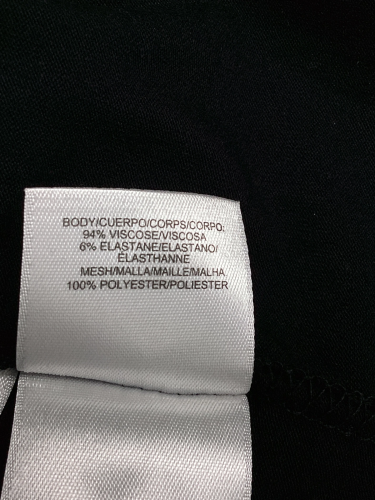 BODY/CUERPO/CORPS/CORPO:
94% VISCOSE/VISCOSA
6% ELASTANE/ELASTANO/
ÉLASTHANNE
MESH/MALLA/MAILLE/MALHA
100% POLYESTER/POLIESTER